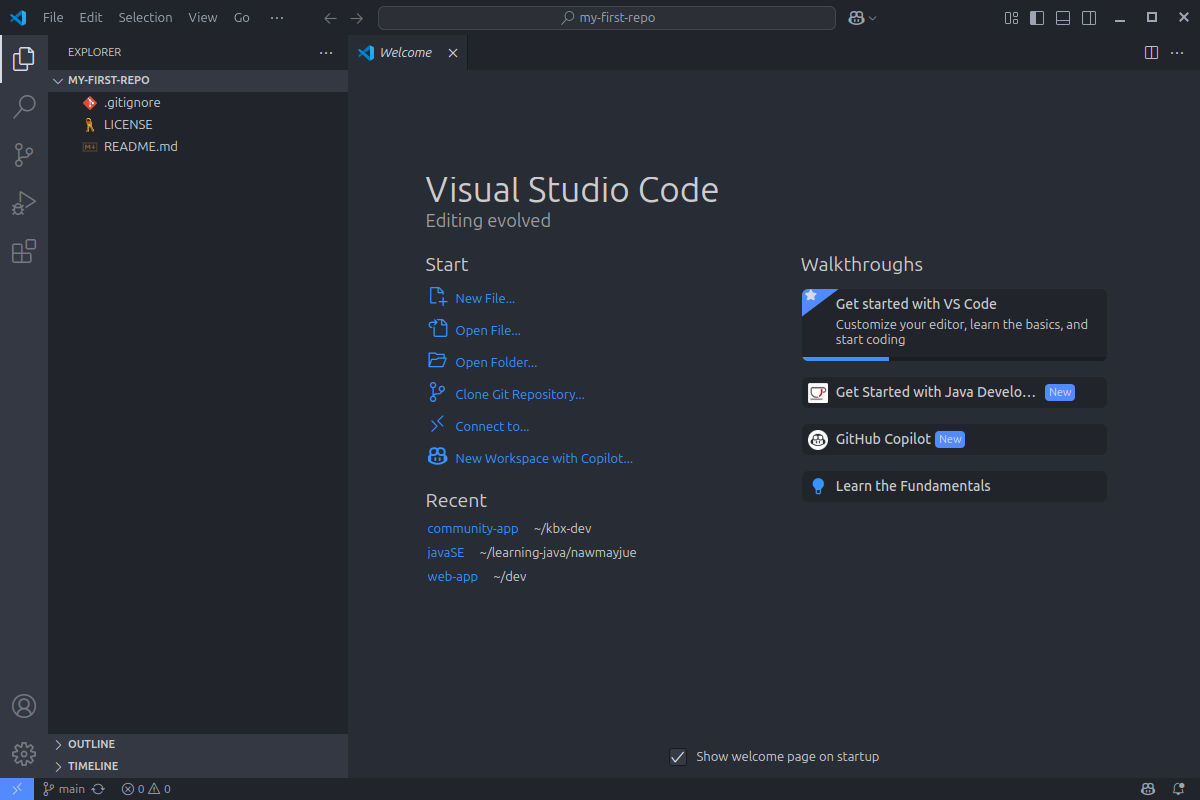 File Edit Selection View Go ···
my-first-repo
EXPLORER
MY-FIRST-REPO
.gitignore
LICENSE
README.md
OUTLINE
TIMELINE
Welcome
Visual Studio Code
Editing evolved
Start
New File...
Open File...
Open Folder...
Clone Git Repository...
Connect to...
New Workspace with Copilot...
Recent
community-app ~/kbx-dev
javaSE ~/learning-java/nawmayjue
web-app ~/dev
Walkthroughs
Get started with VS Code
Customize your editor, learn the basics, and
start coding
Get Started with Java Develo... New
GitHub Copilot New
Learn the Fundamentals
Show welcome page on startup
main 0 0